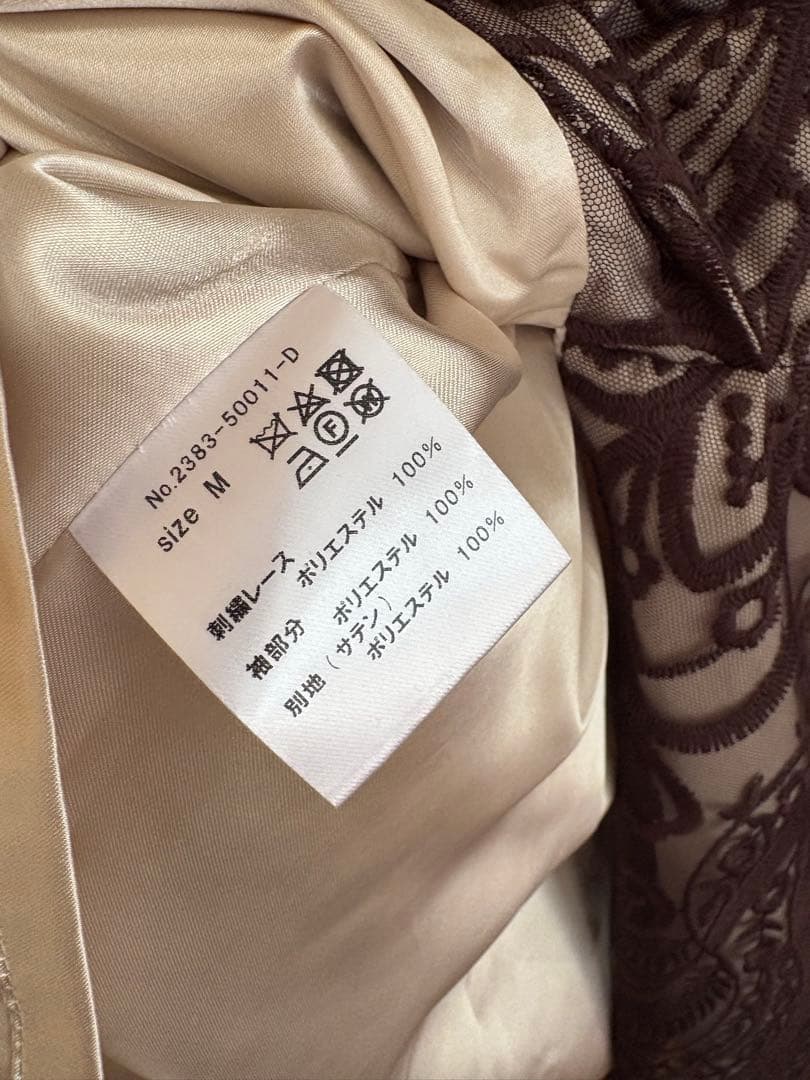 No.2383-50011-D
size M
F
W
刺繍レース
ポリエステル 100%
袖部分
ポリエステル 100%
別地(サテン)
ポリエステル 100%